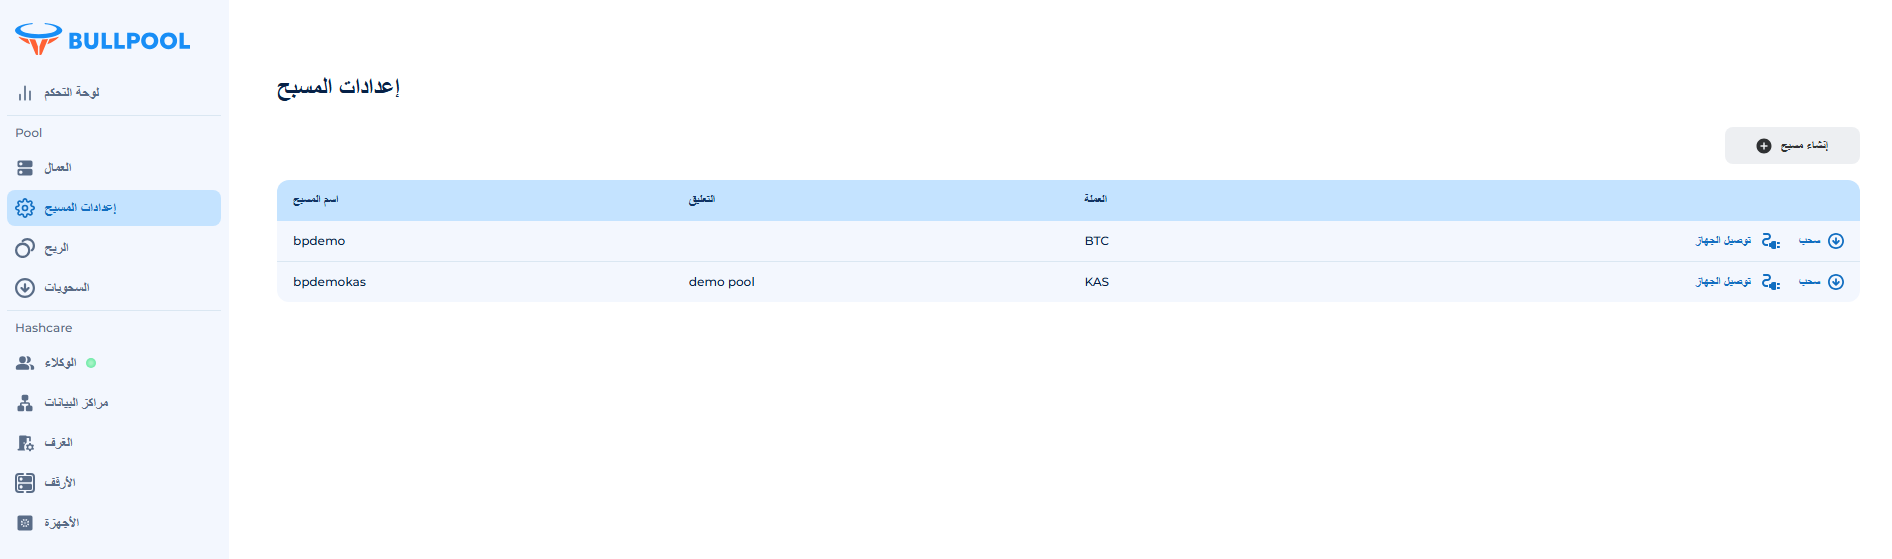 BULLPOOL
لوحة التحكم
Pool
العمال
إعدادات المسبح
الربح
السحوبات
Hashcare
الوكلاء
مراكز البيانات
الغرف
الأرفف
الأجهزة
إعدادات المسبح
إنشاء مسبح
اسم المسبح التعليق العملة
bpdemo BTC توصيل الجهاز سحب
bpdemokas demo pool KAS توصيل الجهاز سحب